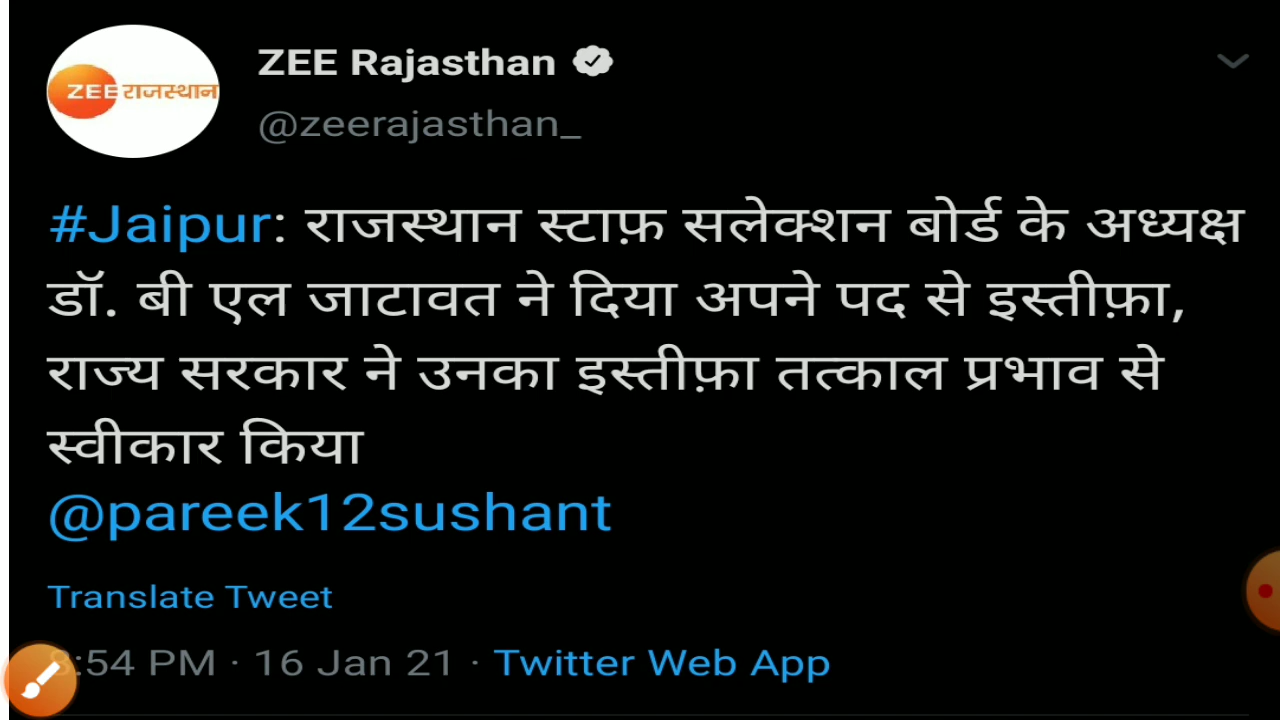 ZEE राजस्थान
ZEE Rajasthan
@zeerajasthan_
#Jaipur: राजस्थान स्टाफ़ सलेक्शन बोर्ड के अध्यक्ष
डॉ. बी एल जाटावत ने दिया अपने पद से इस्तीफ़ा,
राज्य सरकार ने उनका इस्तीफ़ा तत्काल प्रभाव से
स्वीकार किया
@pareek12sushant
Translate Tweet
8:54 PM · 16 Jan 21 · Twitter Web App